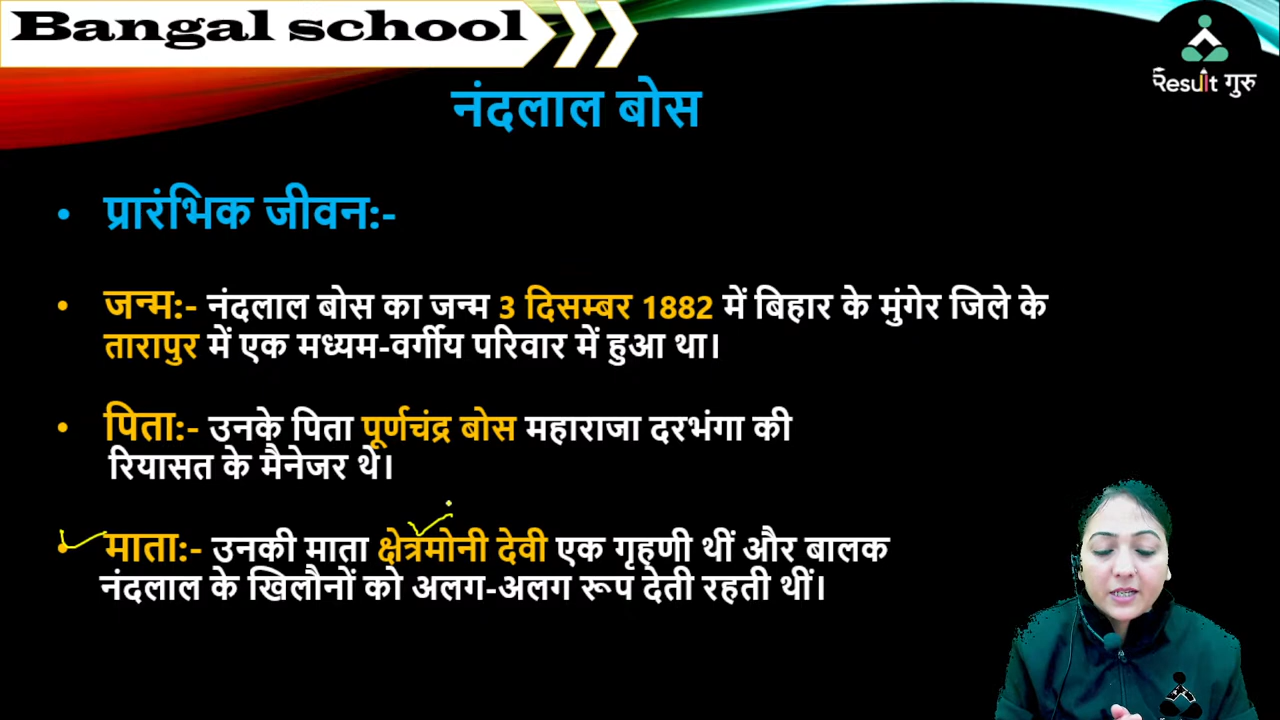 Bangal school
Result गुरु
नंदलाल बोस
• प्रारंभिक जीवन:-
• जन्म:- नंदलाल बोस का जन्म 3 दिसम्बर 1882 में बिहार के मुंगेर जिले के
तारापुर में एक मध्यम-वर्गीय परिवार में हुआ था।
• पिता:- उनके पिता पूर्णचंद्र बोस महाराजा दरभंगा की
रियासत के मैनेजर थे।
• माता:- उनकी माता क्षेत्रमोनी देवी एक गृहणी थीं और बालक
नंदलाल के खिलौनों को अलग-अलग रूप देती रहती थीं।